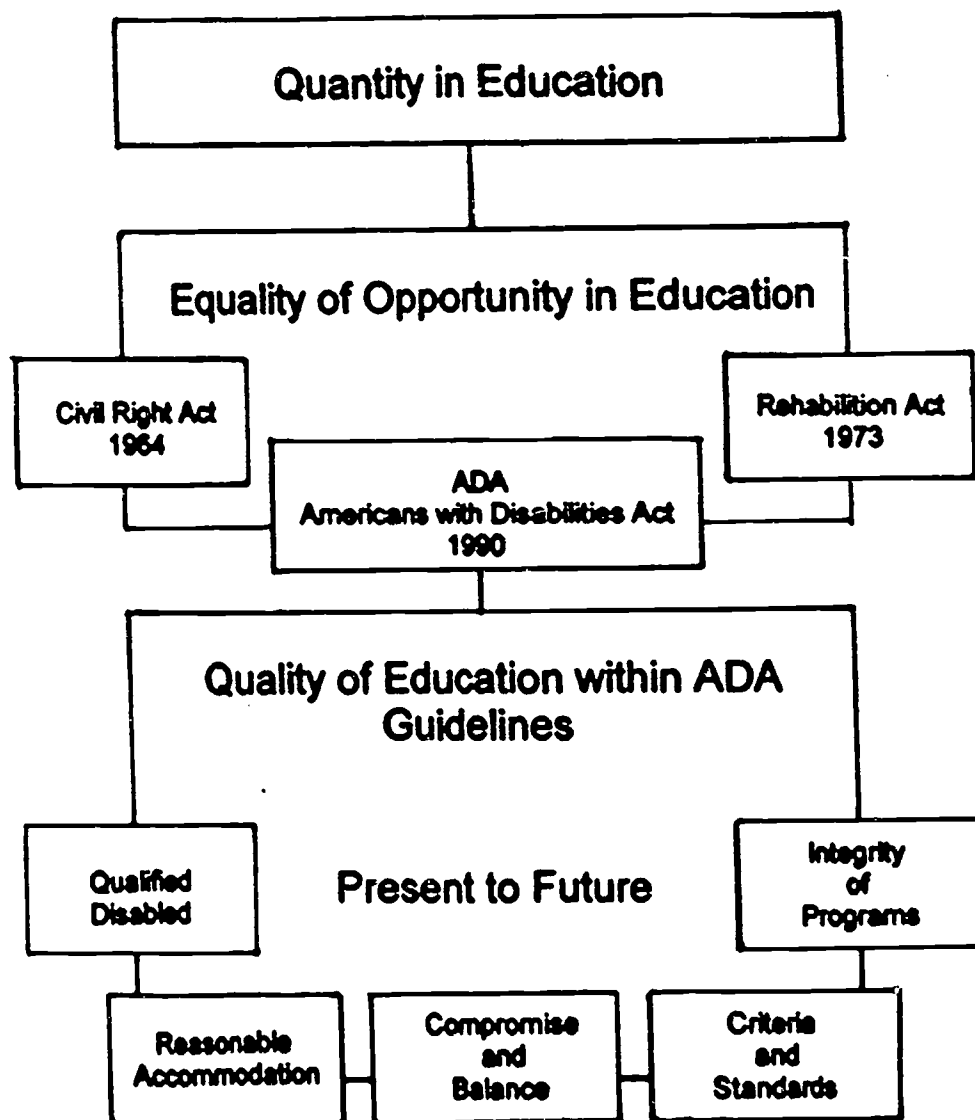 Quantity in Education
Equality of Opportunity in Education
Civil Right Act
1964
Rehabilition Act
1973
ADA
Americans with Disabilities Act
1990
Quality of Education within ADA
Guidelines
Qualified
Disabled
Present to Future
Integrity
of
Programs
Reasonable
Accommodation
Compromise
and
Balance
Criteria
and
Standards